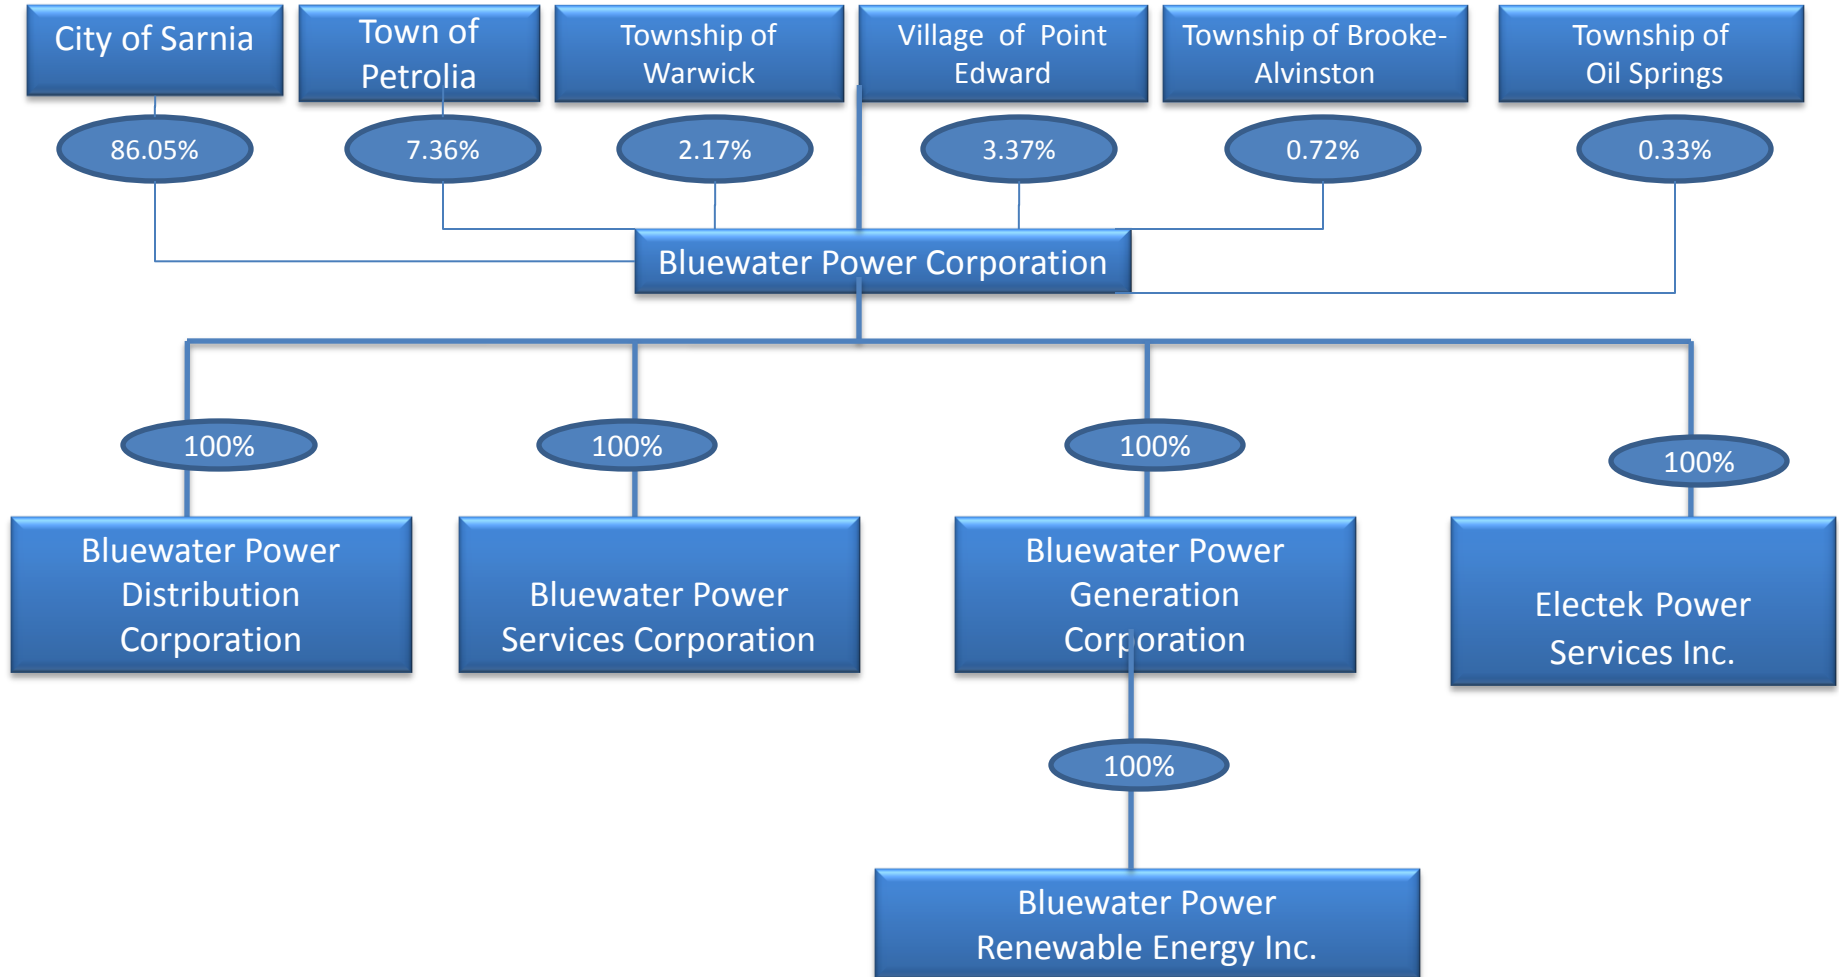 City of Sarnia
Town of
Petrolia
Township of
Warwick
Village of Point
Edward
Township of Brooke-
Alvinston
Township of
Oil Springs
86.05%
7.36%
2.17%
3.37%
0.72%
0.33%
Bluewater Power Corporation
100%
100%
100%
100%
Bluewater Power
Distribution
Corporation
Bluewater Power
Services Corporation
Bluewater Power
Generation
Corporation
Electek Power
Services Inc.
100%
Bluewater Power
Renewable Energy Inc.